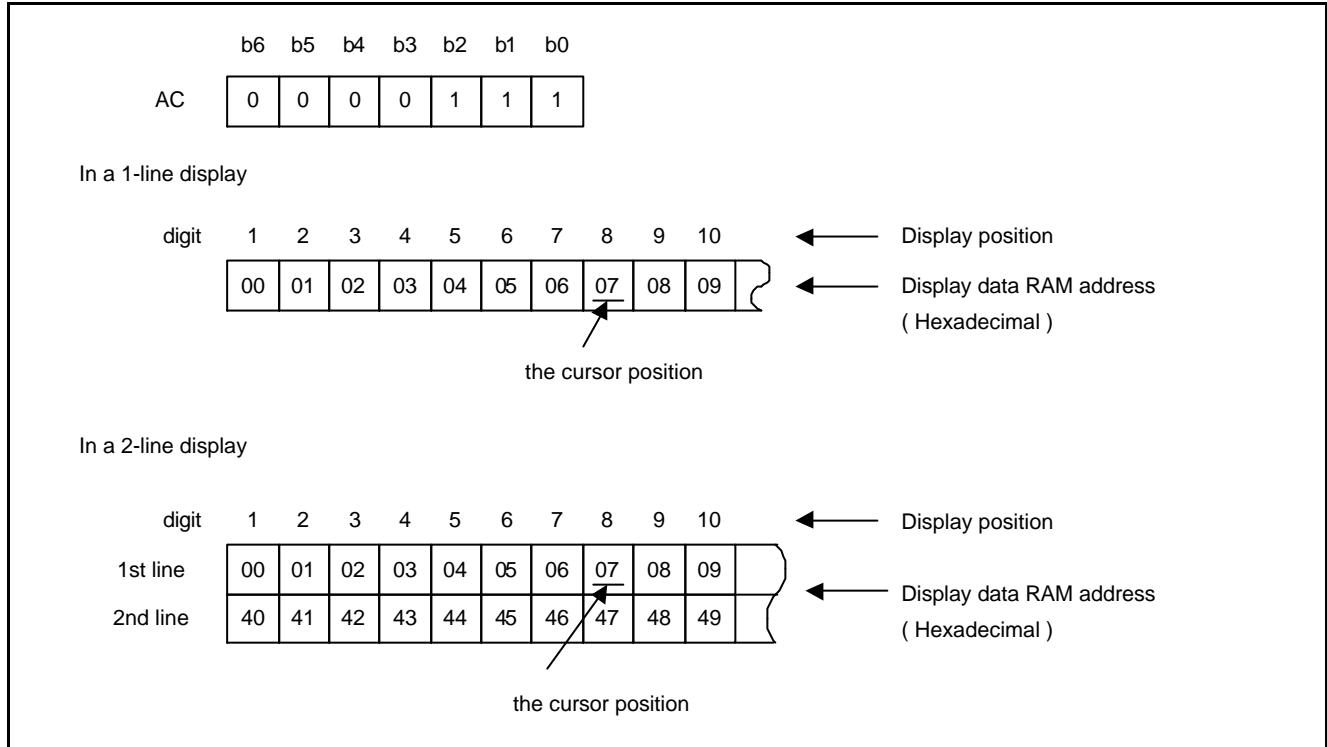 b6 b5 b4 b3 b2 b1 b0
AC 0 0 0 0 1 1 1
In a 1-line display
digit 1 2 3 4 5 6 7 8 9 10 Display position
00 01 02 03 04 05 06 07 08 09 Display data RAM address
( Hexadecimal )
the cursor position
In a 2-line display
digit 1 2 3 4 5 6 7 8 9 10 Display position
1st line 00 01 02 03 04 05 06 07 08 09
Display data RAM address
2nd line 40 41 42 43 44 45 46 47 48 49
( Hexadecimal )
the cursor position